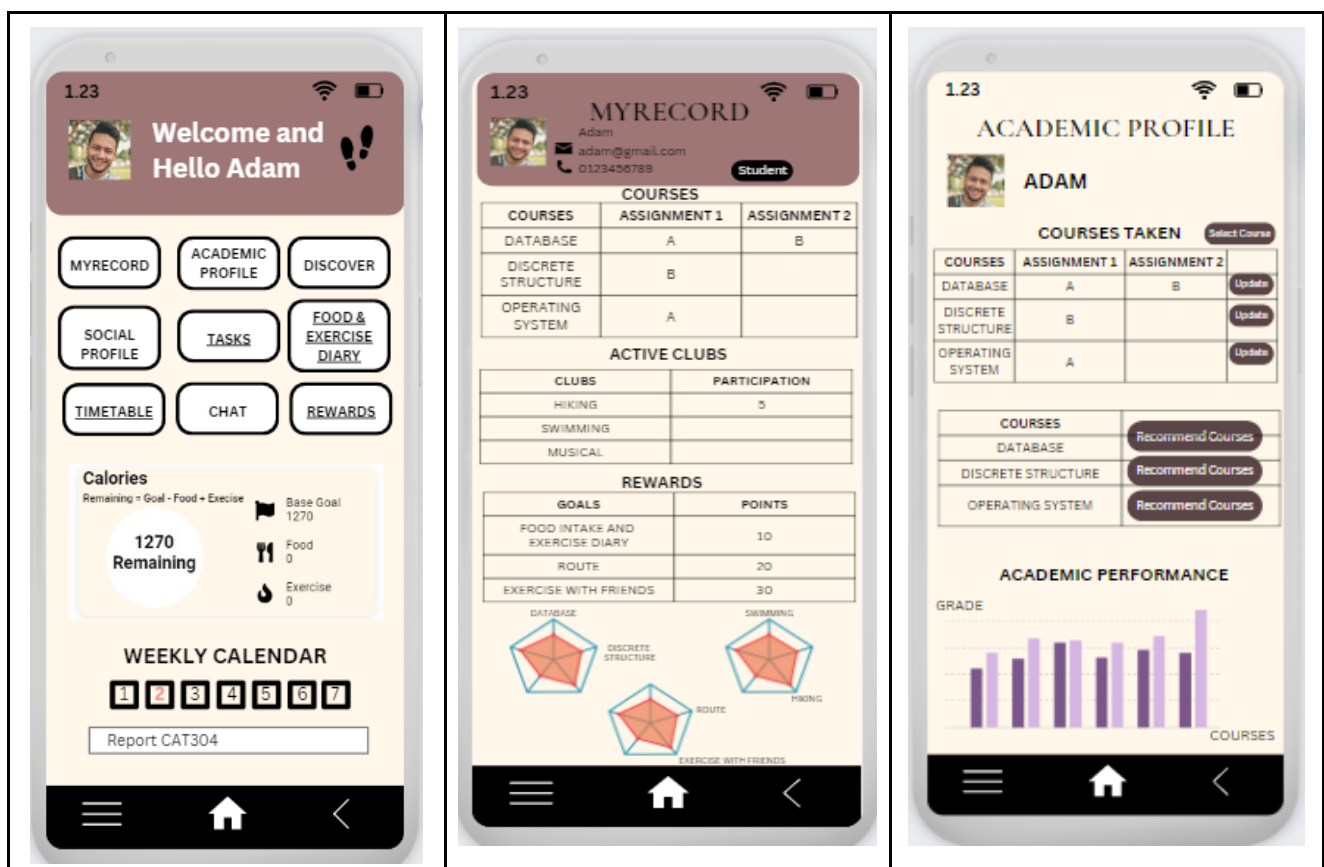 1.23
Welcome and
Hello Adam
MYRECORD
ACADEMIC
PROFILE
DISCOVER
SOCIAL
PROFILE
TASKS
FOOD &
EXERCISE
DIARY
TIMETABLE
CHAT
REWARDS
Calories
Remaining = Goal - Food + Execise
1270
Remaining
Base Goal
1270
Food
0
Exercise
0
WEEKLY CALENDAR
1 2 3 4 5 6 7
Report CAT304
1.23
MYRECORD
Adam
adam@gmail.com
0123456789
Student
COURSES
COURSES ASSIGNMENT 1 ASSIGNMENT 2
DATABASE A B
DISCRETE
STRUCTURE B
OPERATING
SYSTEM A
ACTIVE CLUBS
CLUBS PARTICIPATION
HIKING 5
SWIMMING
MUSICAL
REWARDS
GOALS POINTS
FOOD INTAKE AND
EXERCISE DIARY 10
ROUTE 20
EXERCISE WITH FRIENDS 30
DATABASE
DISCRETE
STRUCTURE
SWIMMING
HIKING
ROUTE
EXERCISE WITH FRIENDS
1.23
ACADEMIC PROFILE
ADAM
COURSES TAKEN Select Course
COURSES ASSIGNMENT 1 ASSIGNMENT 2
DATABASE A B Update
DISCRETE
STRUCTURE B Update
OPERATING
SYSTEM A Update
COURSES
DATABASE Recommend Courses
DISCRETE STRUCTURE Recommend Courses
OPERATING SYSTEM Recommend Courses
ACADEMIC PERFORMANCE
GRADE
COURSES